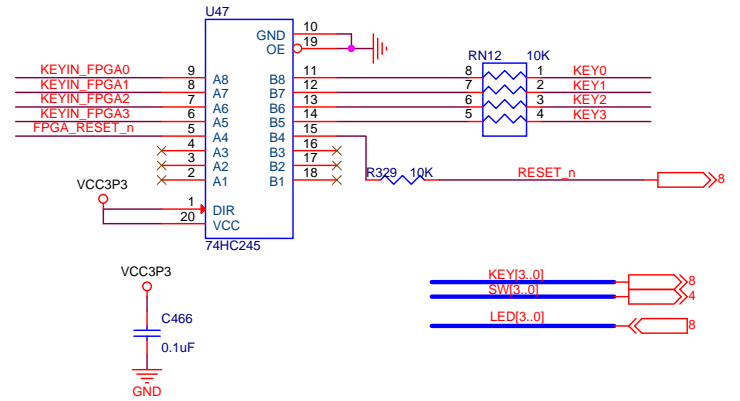 U47
GND 10
OE 19
RN12 10K
KEYIN_FPGA0 9 A8 B8 11 8 1 KEY0
KEYIN_FPGA1 8 A7 B7 12 7 2 KEY1
KEYIN_FPGA2 7 A6 B6 13 6 3 KEY2
KEYIN_FPGA3 6 A5 B5 14 5 4 KEY3
FPGA_RESET_n 5 A4 B4 15
4 A3 B3 16
3 A2 B2 17
2 A1 B1 18
R329 10K RESET_n 8
VCC3P3
1 DIR
20 VCC
74HC245
VCC3P3
C466
0.1uF
GND
KEY[3..0] 8
SW[3..0] 4
LED[3..0] 8